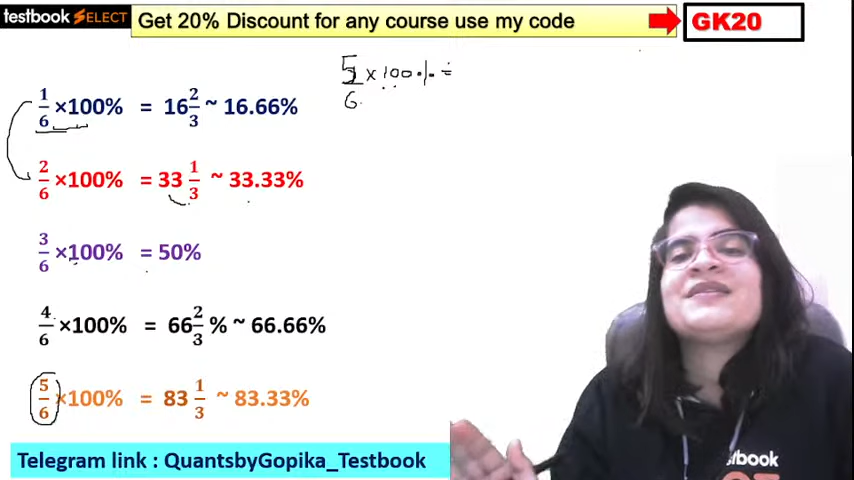 testbook SELECT
Get 20% Discount for any course use my code
GK20
5/6 × 100 % =
1/6 ×100% = 16 2/3 ~ 16.66%
2/6 ×100% = 33 1/3 ~ 33.33%
3/6 ×100% = 50%
4/6 ×100% = 66 2/3 % ~ 66.66%
5/6 ×100% = 83 1/3 ~ 83.33%
Telegram link : QuantsbyGopika_Testbook
tbook